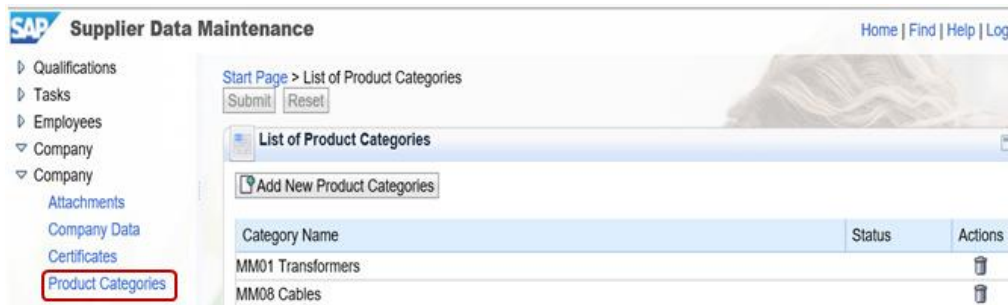 SAP Supplier Data Maintenance
Home | Find | Help | Log
Qualifications
Tasks
Employees
Company
Company
Attachments
Company Data
Certificates
Product Categories
Start Page > List of Product Categories
Submit Reset
List of Product Categories
Add New Product Categories
Category Name Status Actions
MM01 Transformers
MM08 Cables